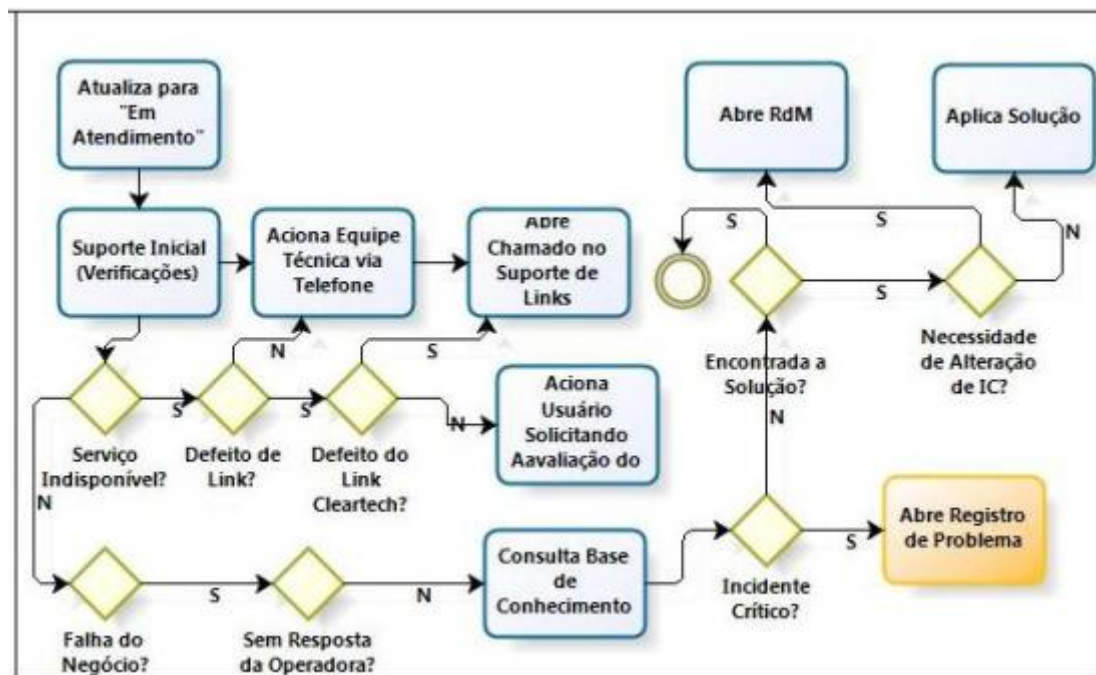 Atualiza para
"Em
Atendimento"
Abre RdM
Aplica Solução
Suporte Inicial
(Verificações)
Aciona Equipe
Técnica via
Telefone
Abre
Chamado no
Suporte de
Links
S
S
N
N
S
S
Encontrada a
Solução?
Necessidade
de Alteração
de IC?
S
S
N
N
Serviço
Indisponível?
Defeito de
Link?
Defeito do
Link
Cleartech?
Aciona
Usuário
Solicitando
Aavaliação do
N
Consulta Base
de
Conhecimento
Abre Registro
de Problema
S
N
S
Incidente
Crítico?
Falha do
Negócio?
Sem Resposta
da Operadora?